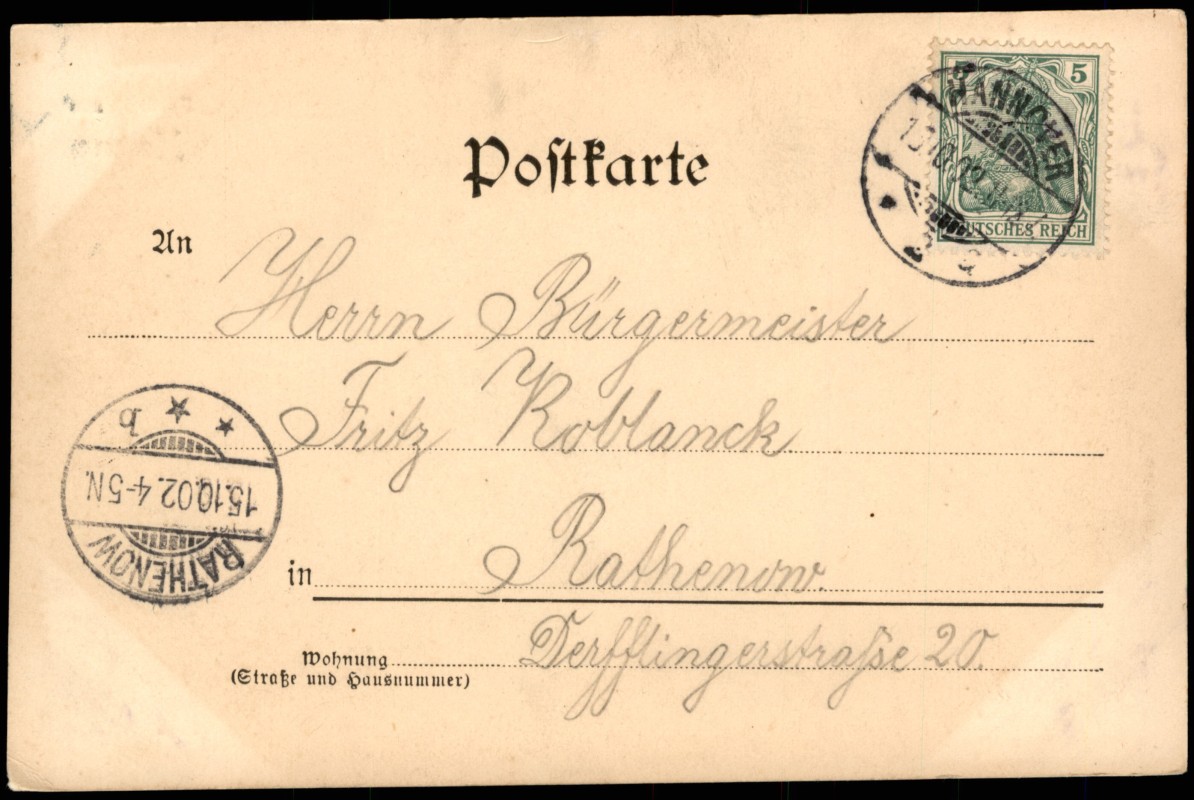 Postkarte
5
DEUTSCHES REICH
HANNOVER
An
Herrn Bürgermeister
Fritz Koblanck
b
15.10.02. 4-5 N.
RATHENOW
in Rathenow.
Derfflingerstraße 20.
Wohnung
(Straße und Hausnummer)